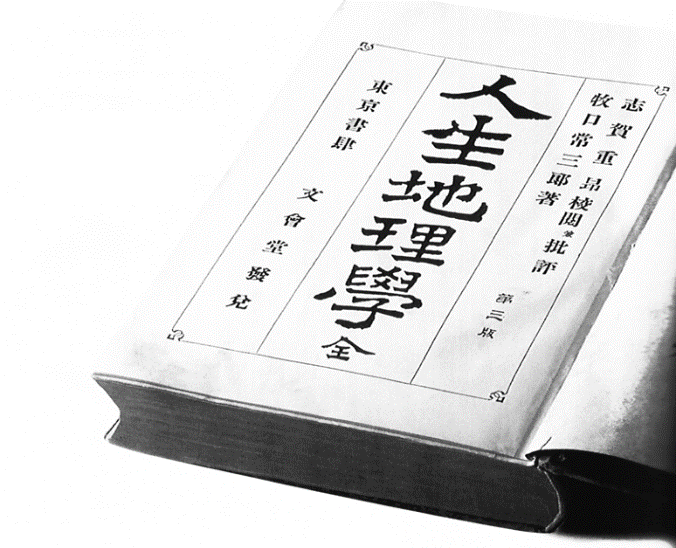 志賀重昂校閲並批評
牧口常三郎著
第三版
人生地理學 全
東京書肆 文會堂發兌